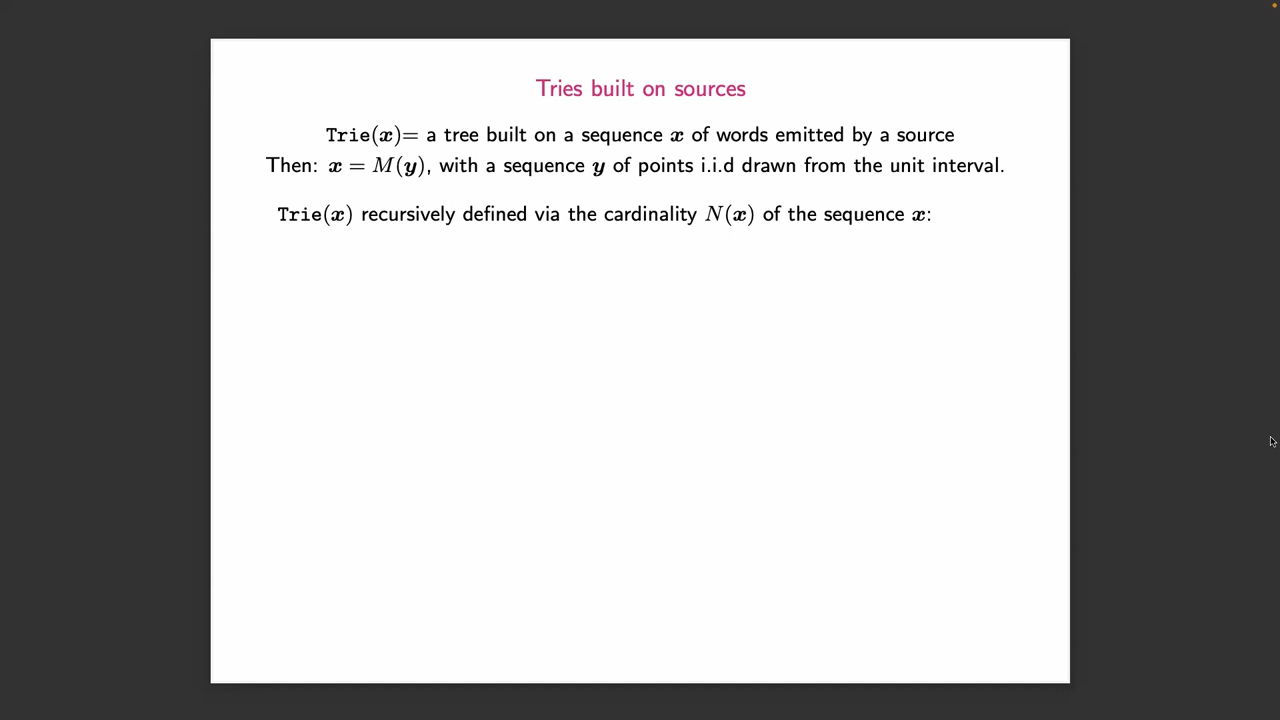 Tries built on sources
Trie(x)= a tree built on a sequence x of words emitted by a source
Then: x = M(y), with a sequence y of points i.i.d drawn from the unit interval.
Trie(x) recursively defined via the cardinality N(x) of the sequence x: